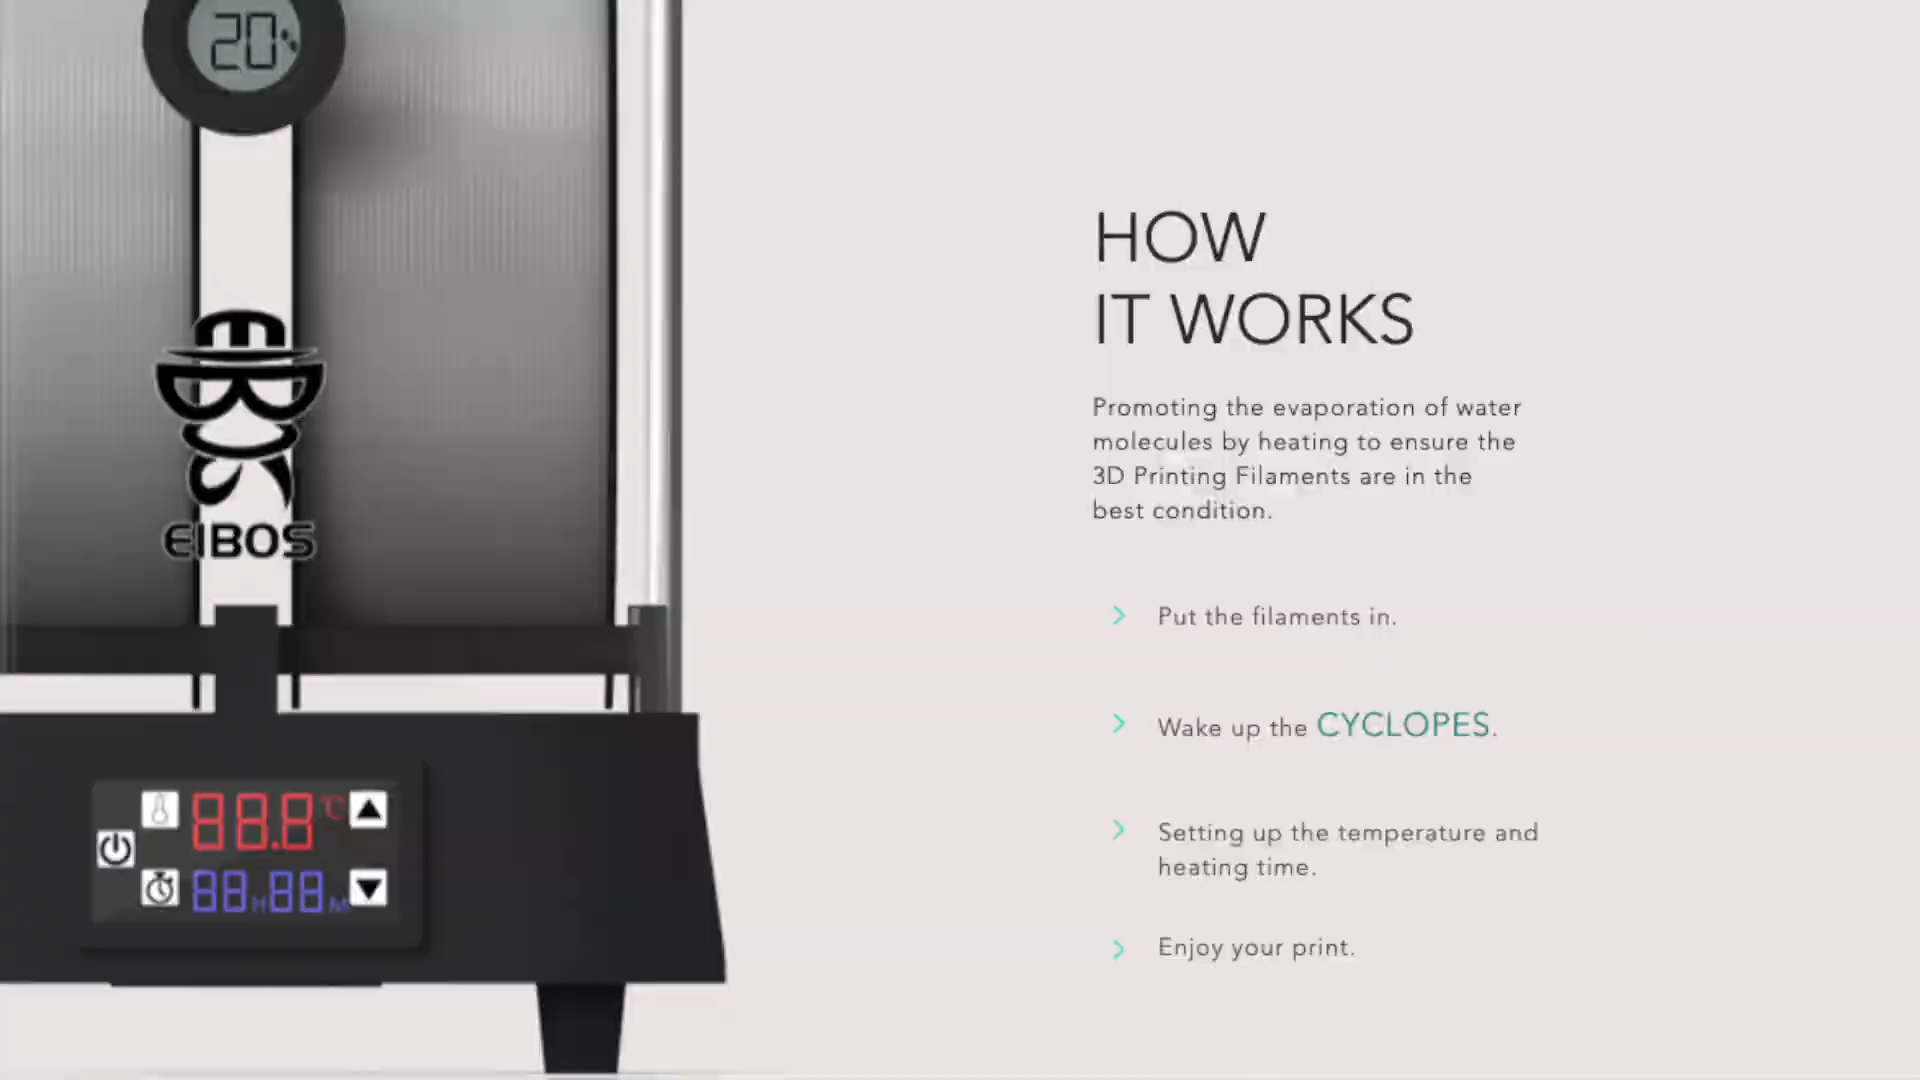 20%
EIBOS
88.8°C
88H88M
HOW
IT WORKS
Promoting the evaporation of water
molecules by heating to ensure the
3D Printing Filaments are in the
best condition.
Put the filaments in.
Wake up the CYCLOPES.
Setting up the temperature and
heating time.
Enjoy your print.